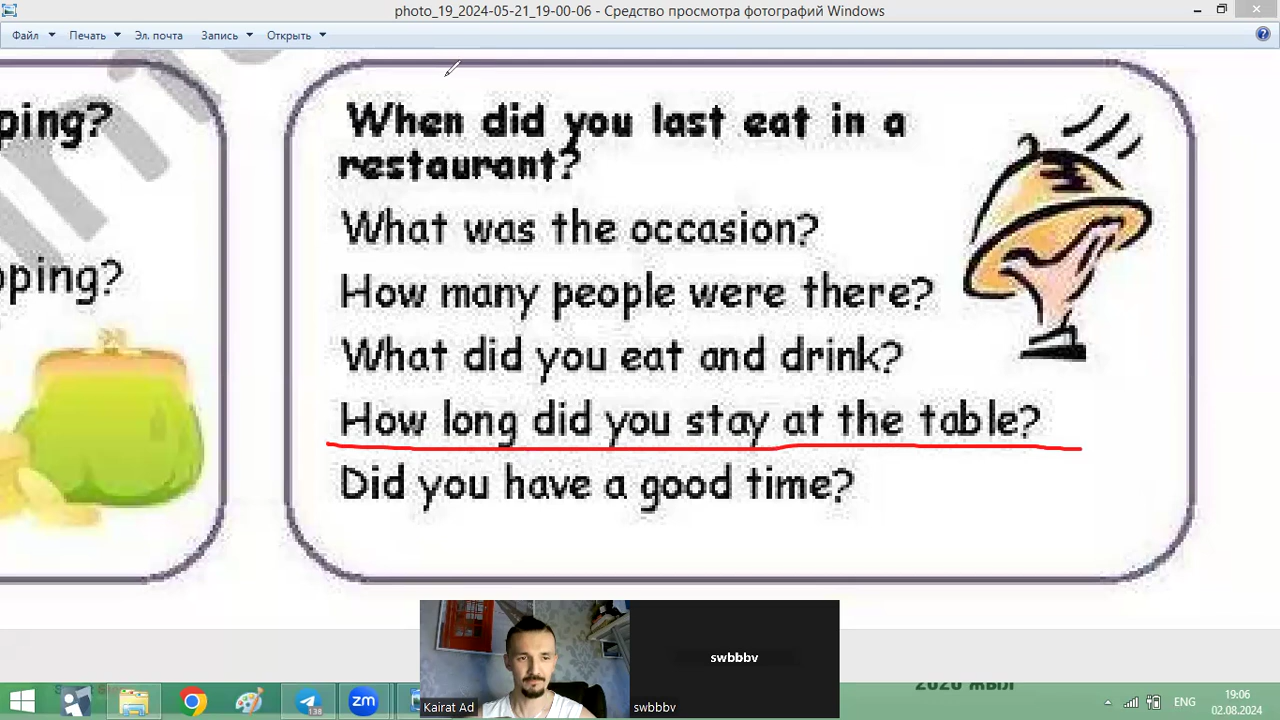 photo_19_2024-05-21_19-00-06 - Средство просмотра фотографий Windows
Файл Печать Эл. почта Запись Открыть
ping?
pping?
When did you last eat in a
restaurant?
What was the occasion?
How many people were there?
What did you eat and drink?
How long did you stay at the table?
Did you have a good time?
swbbbv
Kairat Ad
swbbbv
138
zm
ENG
19:06
02.08.2024